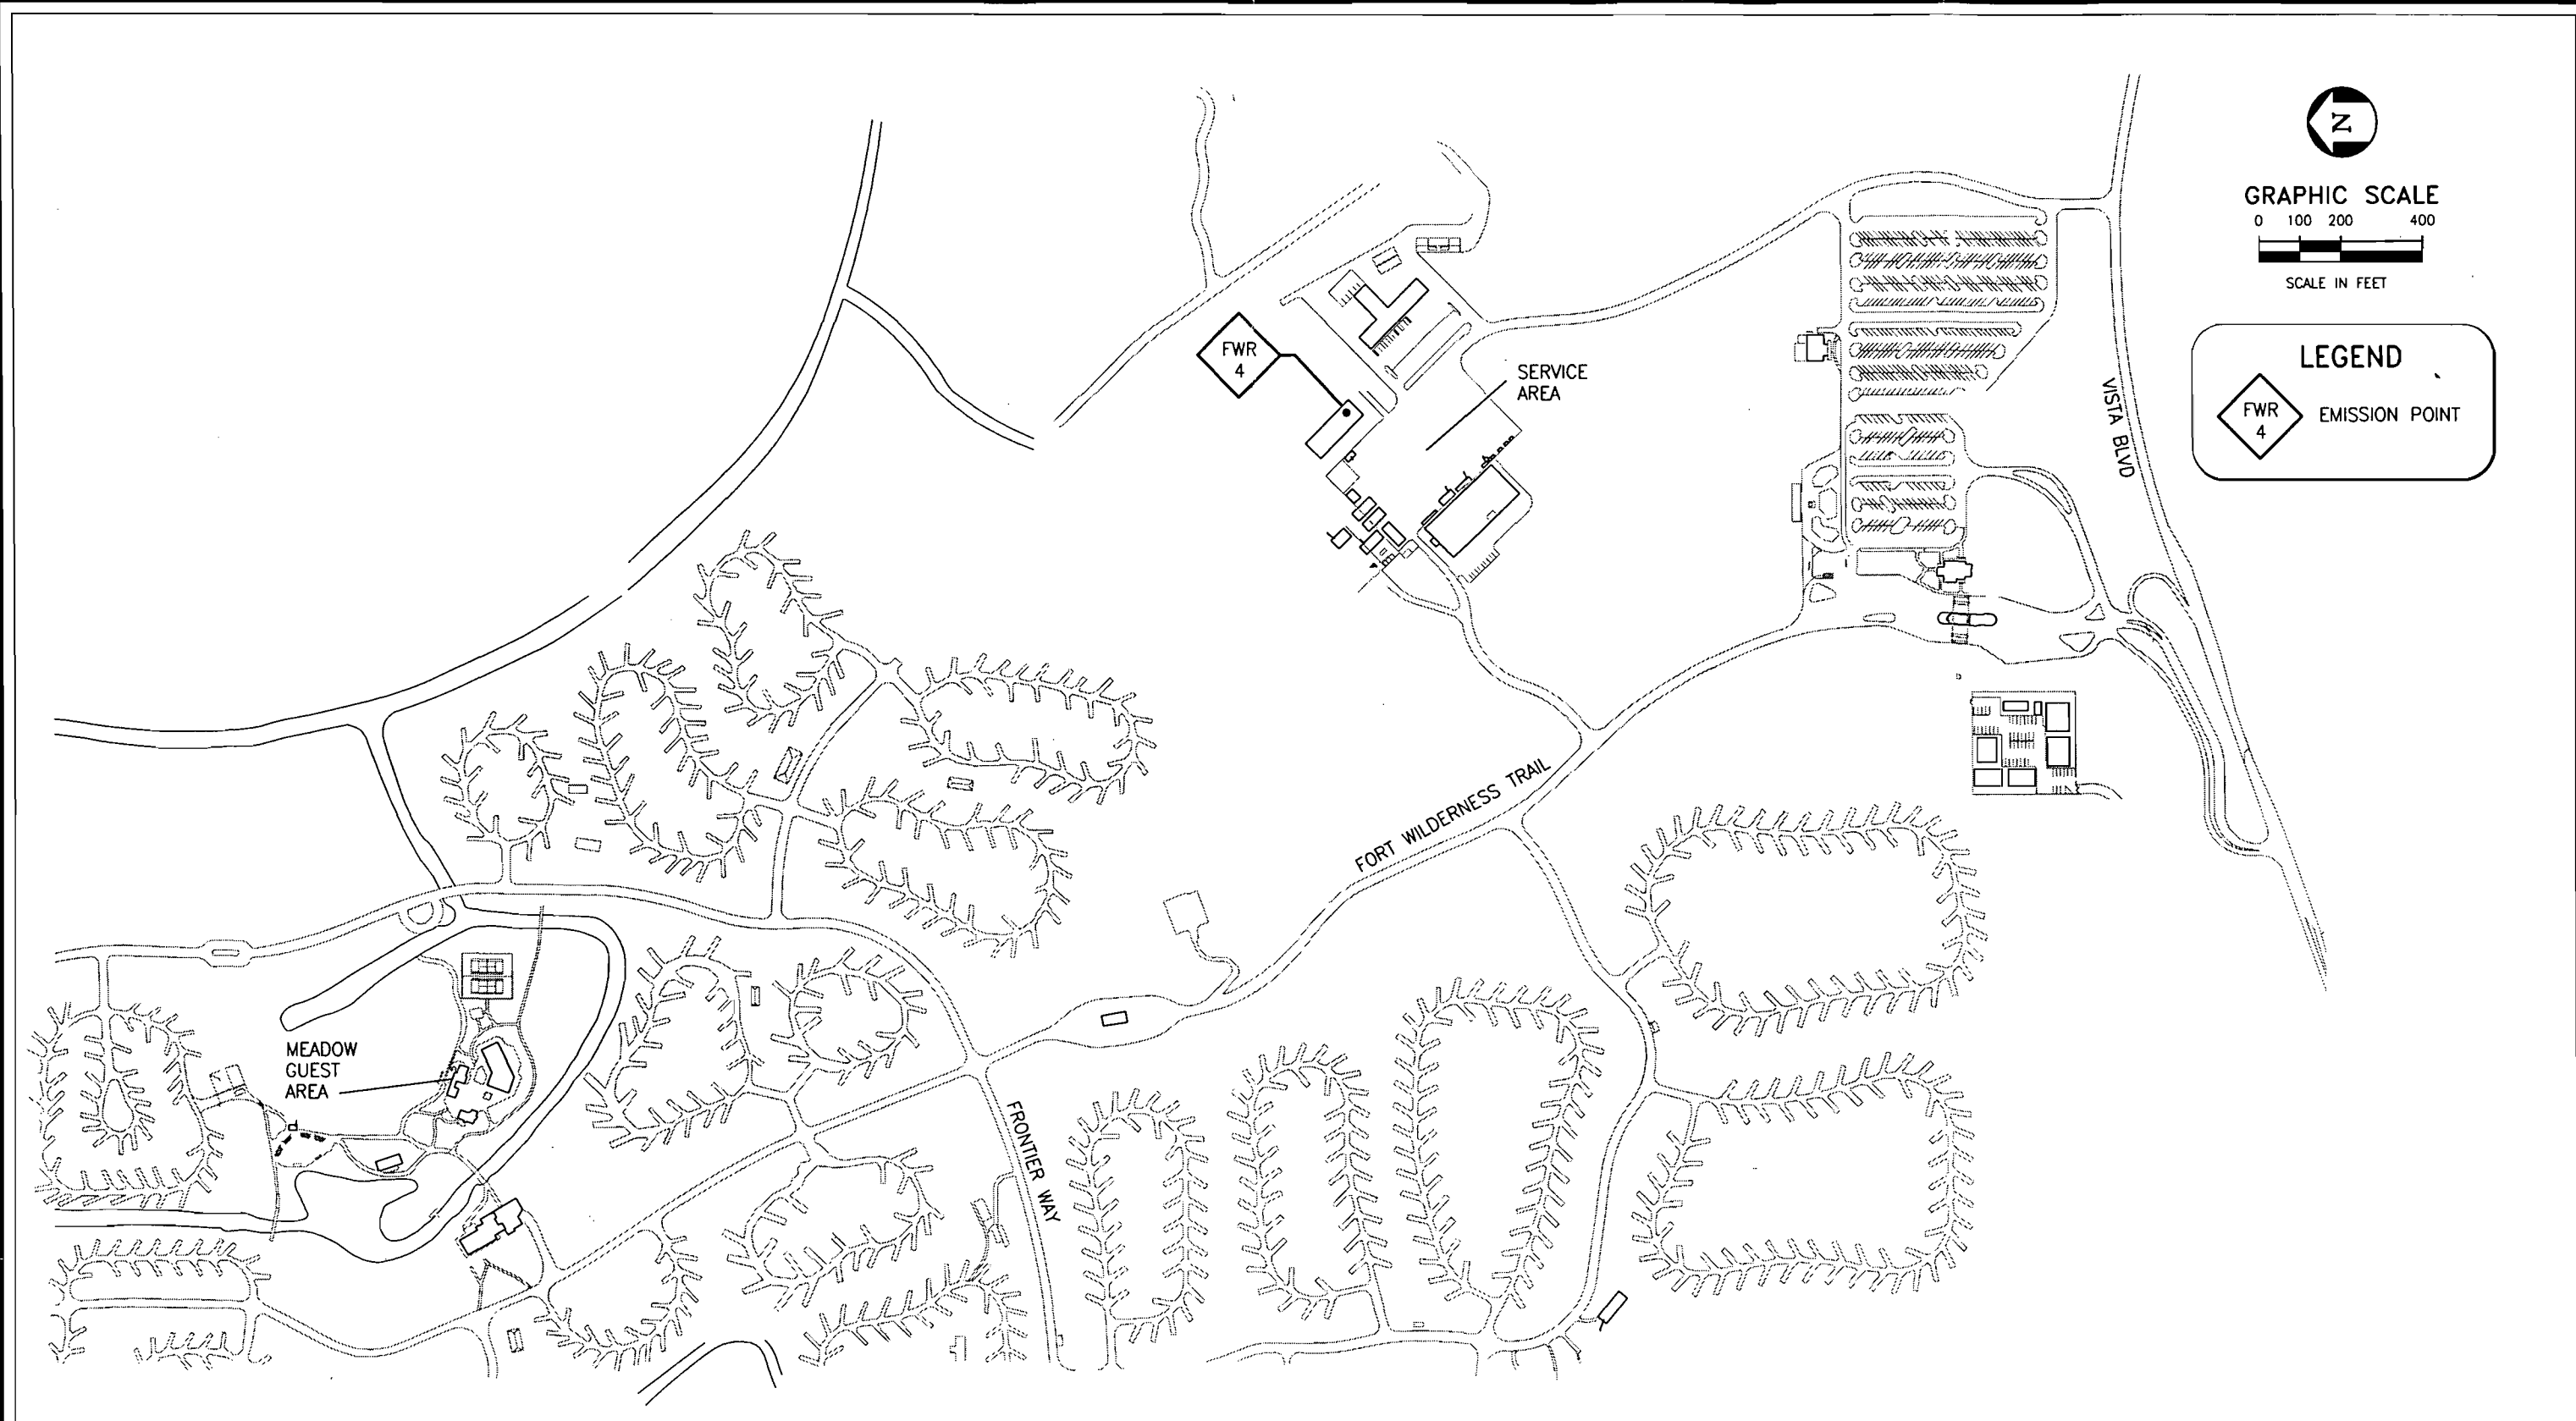 N
GRAPHIC SCALE
0 100 200 400
SCALE IN FEET
LEGEND
FWR
4
EMISSION POINT
FWR
4
SERVICE
AREA
VISTA BLVD
FORT WILDERNESS TRAIL
MEADOW
GUEST
AREA
FRONTIER WAY